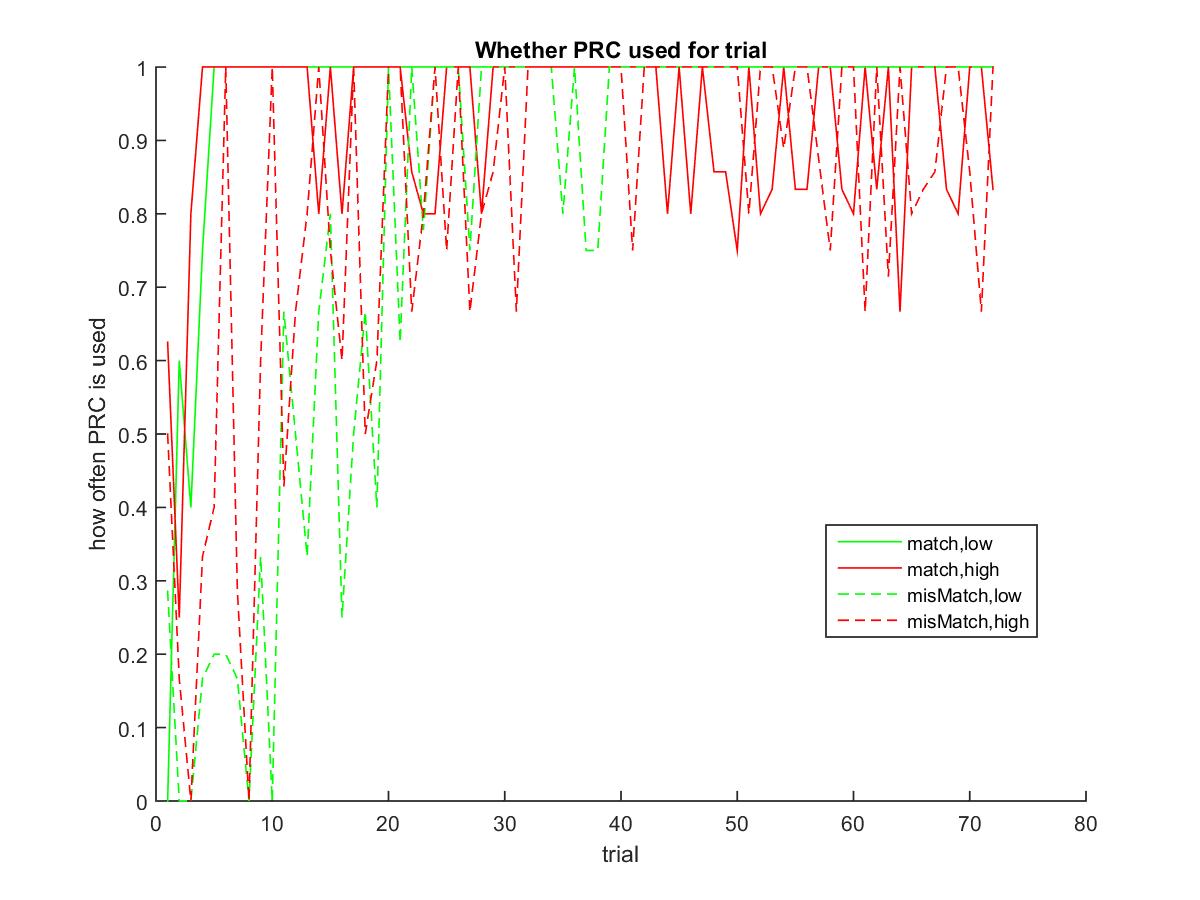 Whether PRC used for trial
1
0.9
0.8
0.7
0.6
0.5
0.4
0.3
0.2
0.1
0
how often PRC is used
match,low
match,high
misMatch,low
misMatch,high
0 10 20 30 40 50 60 70 80
trial